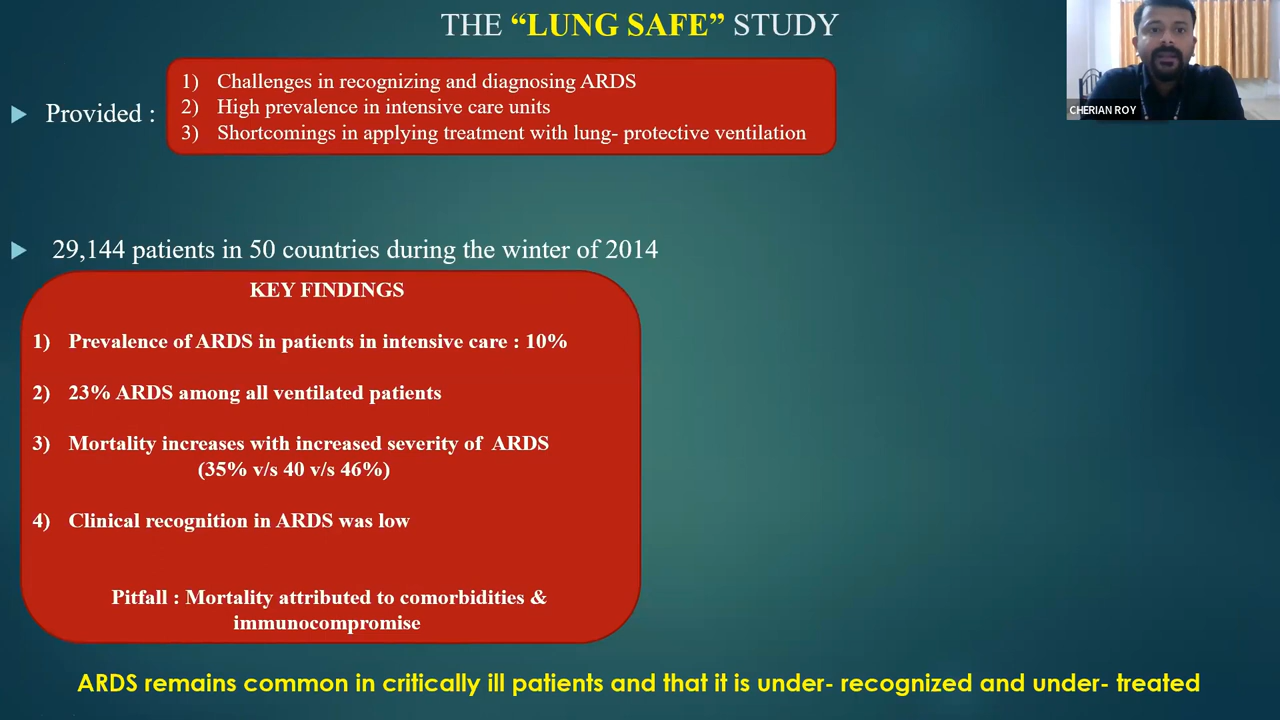 THE “LUNG SAFE” STUDY
CHERIAN ROY
Provided :
1) Challenges in recognizing and diagnosing ARDS
2) High prevalence in intensive care units
3) Shortcomings in applying treatment with lung- protective ventilation
29,144 patients in 50 countries during the winter of 2014
KEY FINDINGS
1) Prevalence of ARDS in patients in intensive care : 10%
2) 23% ARDS among all ventilated patients
3) Mortality increases with increased severity of ARDS
(35% v/s 40 v/s 46%)
4) Clinical recognition in ARDS was low
Pitfall : Mortality attributed to comorbidities &
immunocompromise
ARDS remains common in critically ill patients and that it is under- recognized and under- treated